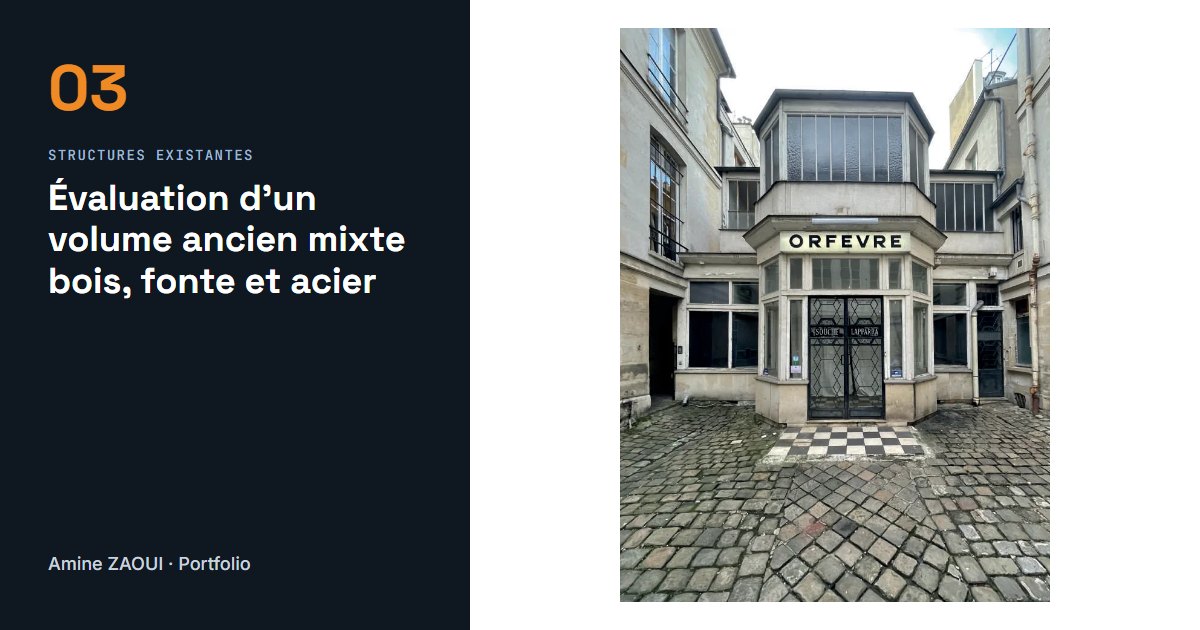 03
STRUCTURES EXISTANTES
Évaluation d’un
volume ancien mixte
bois, fonte et acier
Amine ZAOUI · Portfolio
ORFEVRE